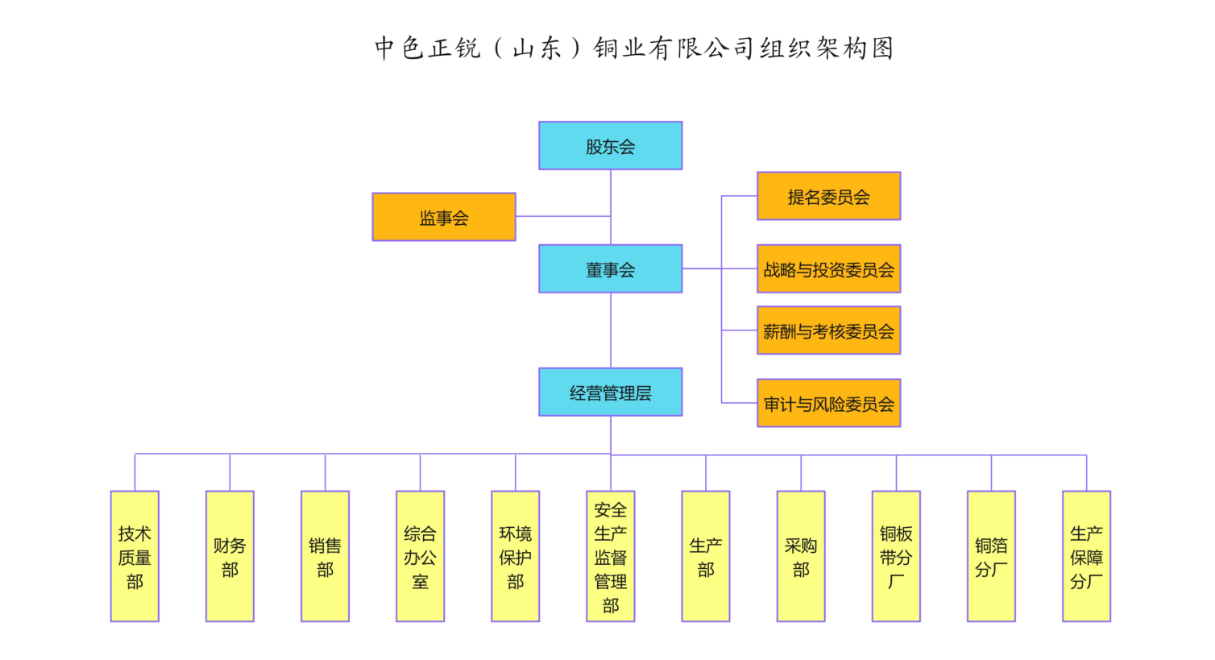 中色正锐（山东）铜业有限公司组织架构图
股东会
监事会
提名委员会
董事会
战略与投资委员会
薪酬与考核委员会
经营管理层
审计与风险委员会
技术
质量
部
财务
部
销售
部
综合
办公
室
环境
保护
部
安全
生产
监督
管理
部
生产
部
采购
部
铜板
带分
厂
铜箔
分厂
生产
保障
分厂